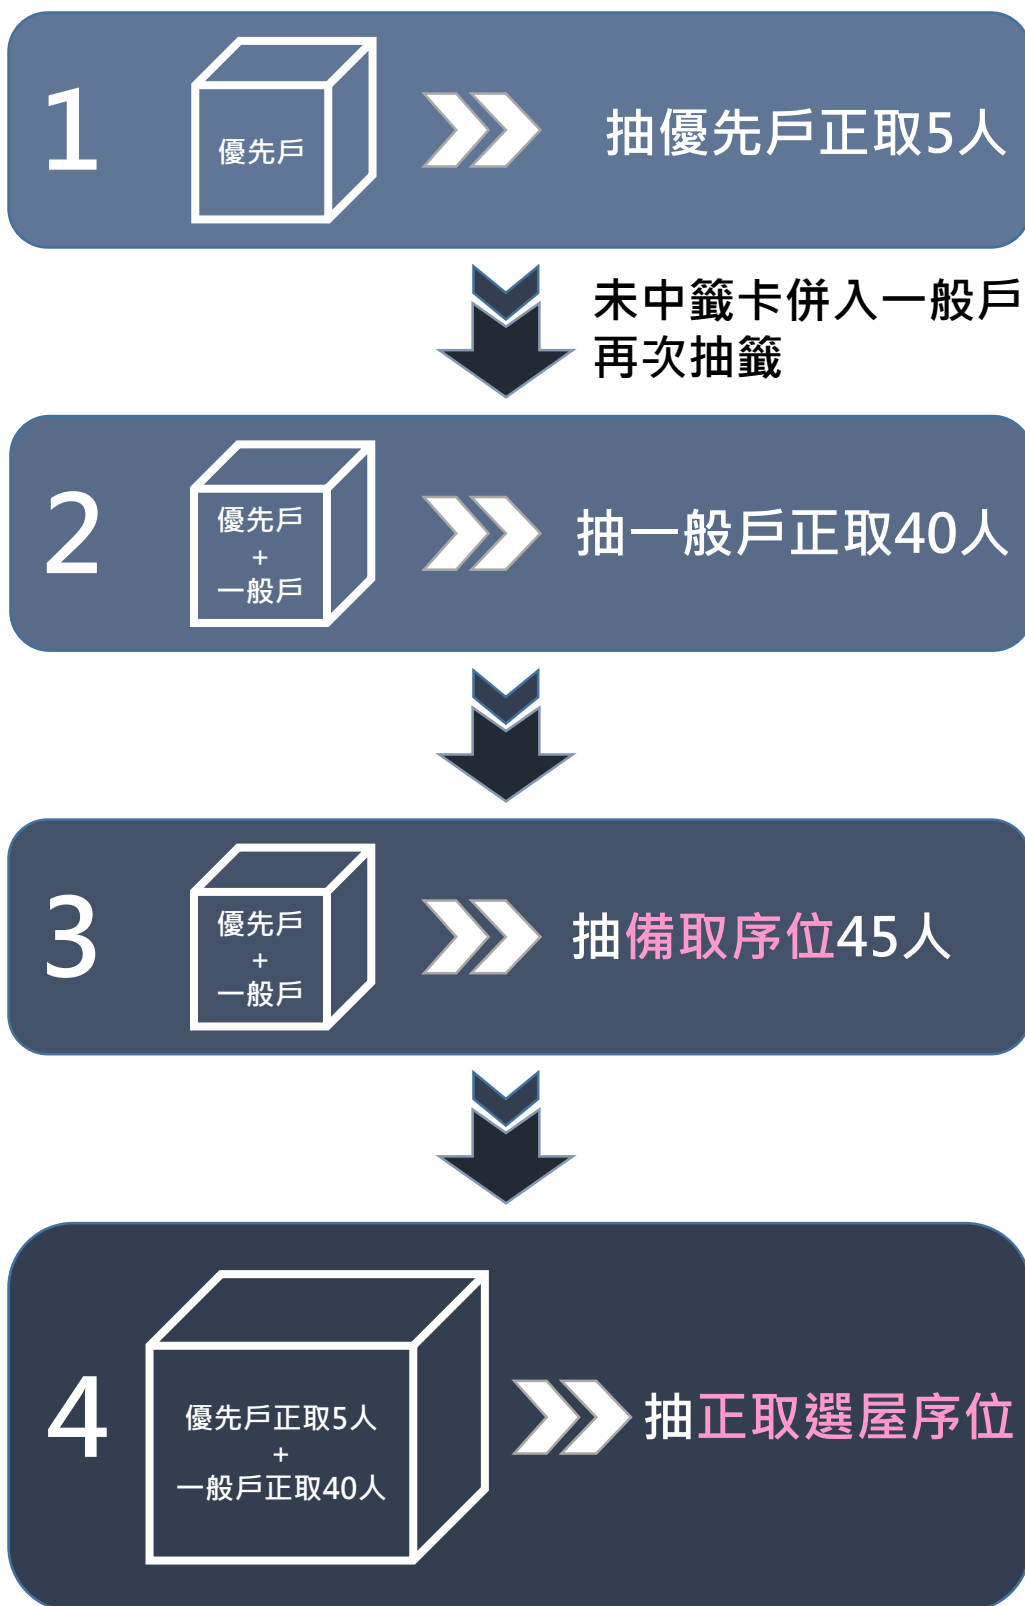 1
優先戶
抽優先戶正取5人
未中籤卡併入一般戶
再次抽籤
2
優先戶
+
一般戶
抽一般戶正取40人
3
優先戶
+
一般戶
抽備取序位45人
4
優先戶正取5人
+
一般戶正取40人
抽正取選屋序位